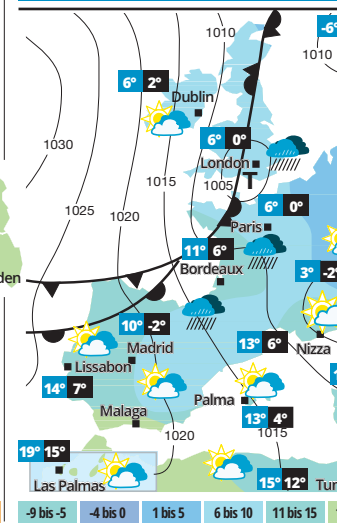 1010
-6°
1010
6° 2°
Dublin
1030
6° 0°
London
T
1015
1005
1025
1020
6° 0°
Paris
11° 6°
Bordeaux
3° -2°
den
10° -2°
Madrid
13° 6°
Nizza
Lissabon
14° 7°
Palma
13° 4°
Malaga
1020
1015
19° 15°
Las Palmas
15° 12°
Tun
-9 bis -5
-4 bis 0
1 bis 5
6 bis 10
11 bis 15